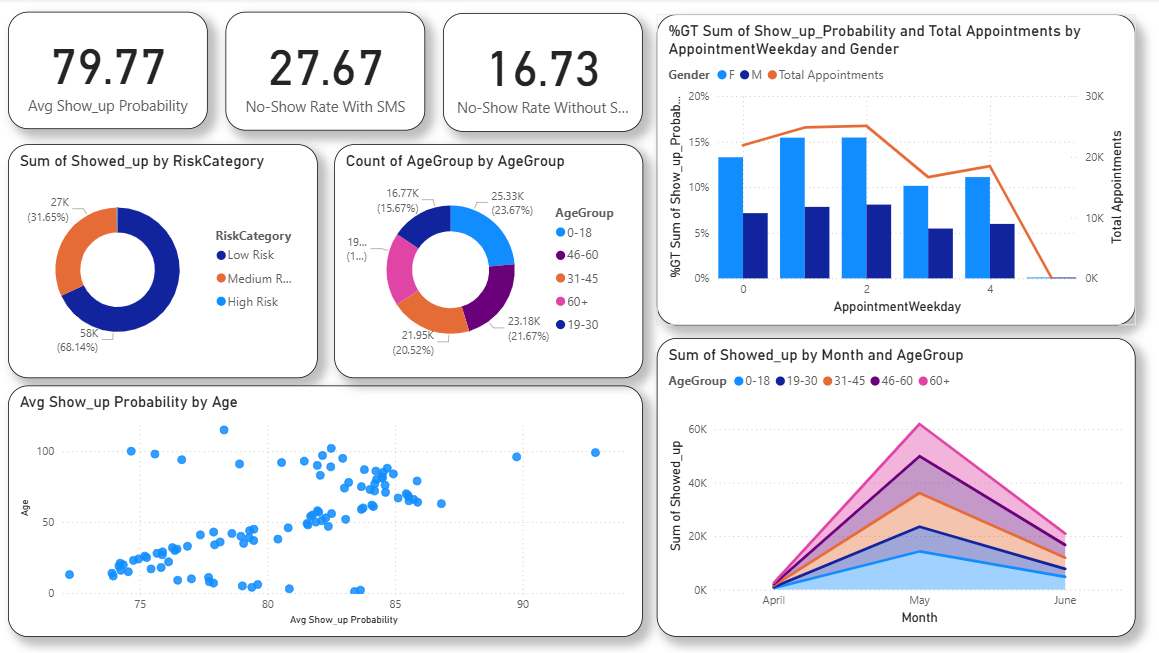 79.77
Avg Show_up Probability
27.67
No-Show Rate With SMS
16.73
No-Show Rate Without S...
%GT Sum of Show_up_Probability and Total Appointments by
AppointmentWeekday and Gender
Gender F M Total Appointments
%GT Sum of Show_up_Probab...
20%
15%
10%
5%
0%
30K
20K
10K
0K
Total Appointments
0 2 4
AppointmentWeekday
Sum of Showed_up by RiskCategory
27K
(31.65%)
58K
(68.14%)
RiskCategory
Low Risk
Medium R...
High Risk
Count of AgeGroup by AgeGroup
16.77K
(15.67%)
25.33K
(23.67%)
19...
(1...)
21.95K
(20.52%)
23.18K
(21.67%)
AgeGroup
0-18
46-60
31-45
60+
19-30
Avg Show_up Probability by Age
Age
100
50
0
75 80 85 90
Avg Show_up Probability
Sum of Showed_up by Month and AgeGroup
AgeGroup 0-18 19-30 31-45 46-60 60+
Sum of Showed_up
60K
40K
20K
0K
April May June
Month